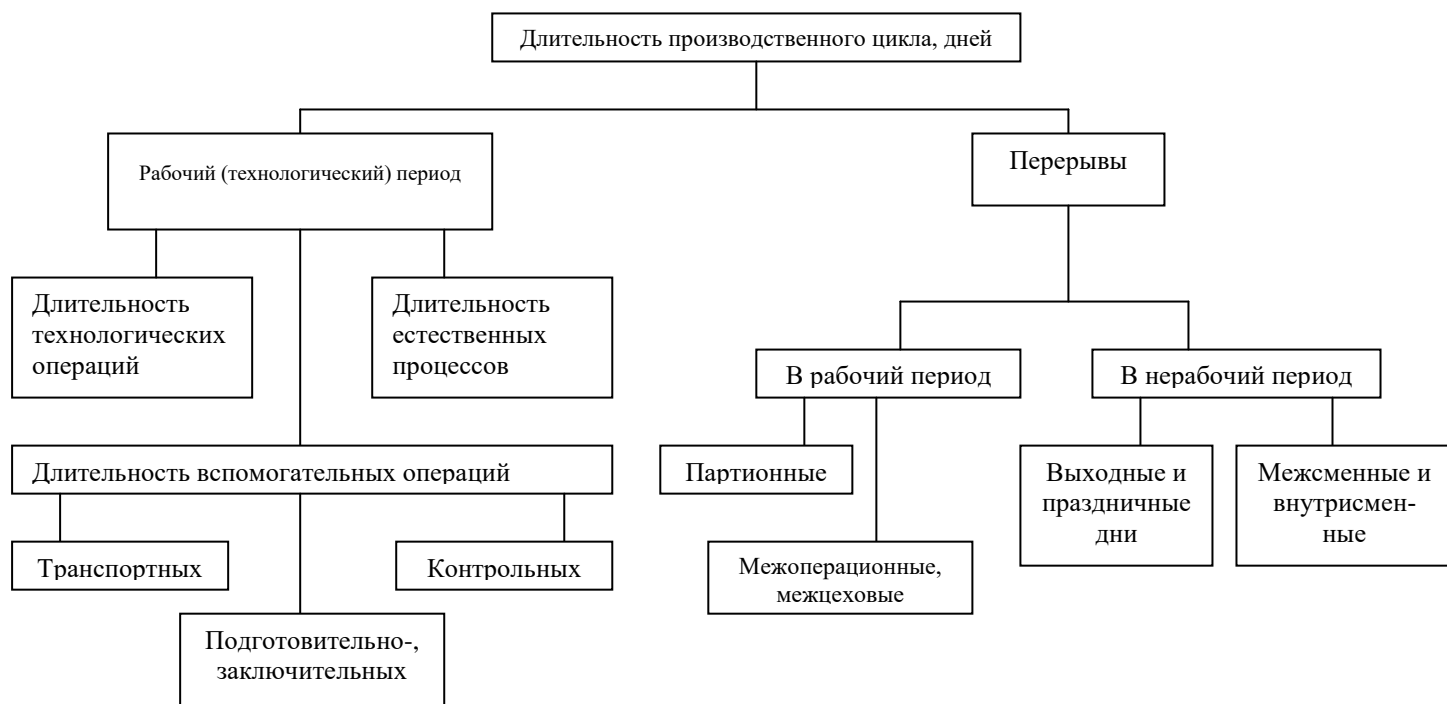 Длительность производственного цикла, дней
Рабочий (технологический) период
Перерывы
Длительность
технологических
операций
Длительность
естественных
процессов
В рабочий период
В нерабочий период
Длительность вспомогательных операций
Партионные
Выходные и
праздничные
дни
Межсменные и
внутрисмен-
ные
Транспортных
Контрольных
Межоперационные,
межцеховые
Подготовительно-,
заключительных